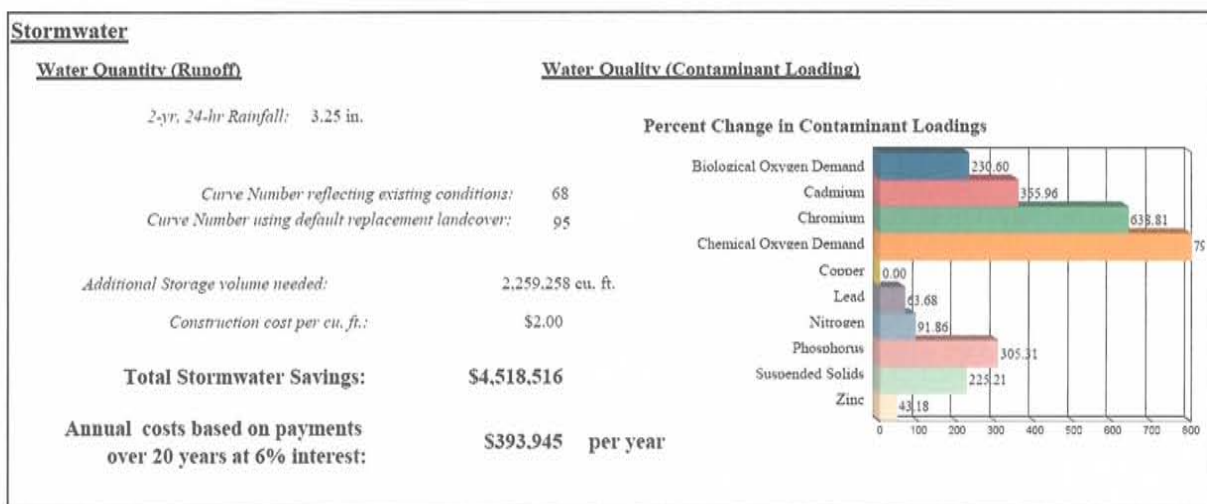 Stormwater
Water Quantity (Runoff)
2-yr, 24-hr Rainfall: 3.25 in.
Curve Number reflecting existing conditions: 68
Curve Number using default replacement landcover: 95
Additional Storage volume needed: 2,259,258 cu. ft.
Construction cost per cu. ft.: $2.00
Total Stormwater Savings: $4,518,516
Annual costs based on payments
over 20 years at 6% interest: $393,945 per year
Water Quality (Contaminant Loading)
Percent Change in Contaminant Loadings
Biological Oxygen Demand 230.60
Cadmium 355.96
Chromium 638.81
Chemical Oxygen Demand 79
Copper 0.00
Lead 63.68
Nitrogen 91.86
Phosphorus 305.31
Suspended Solids 225.21
Zinc 43.18
0 100 200 300 400 500 600 700 800